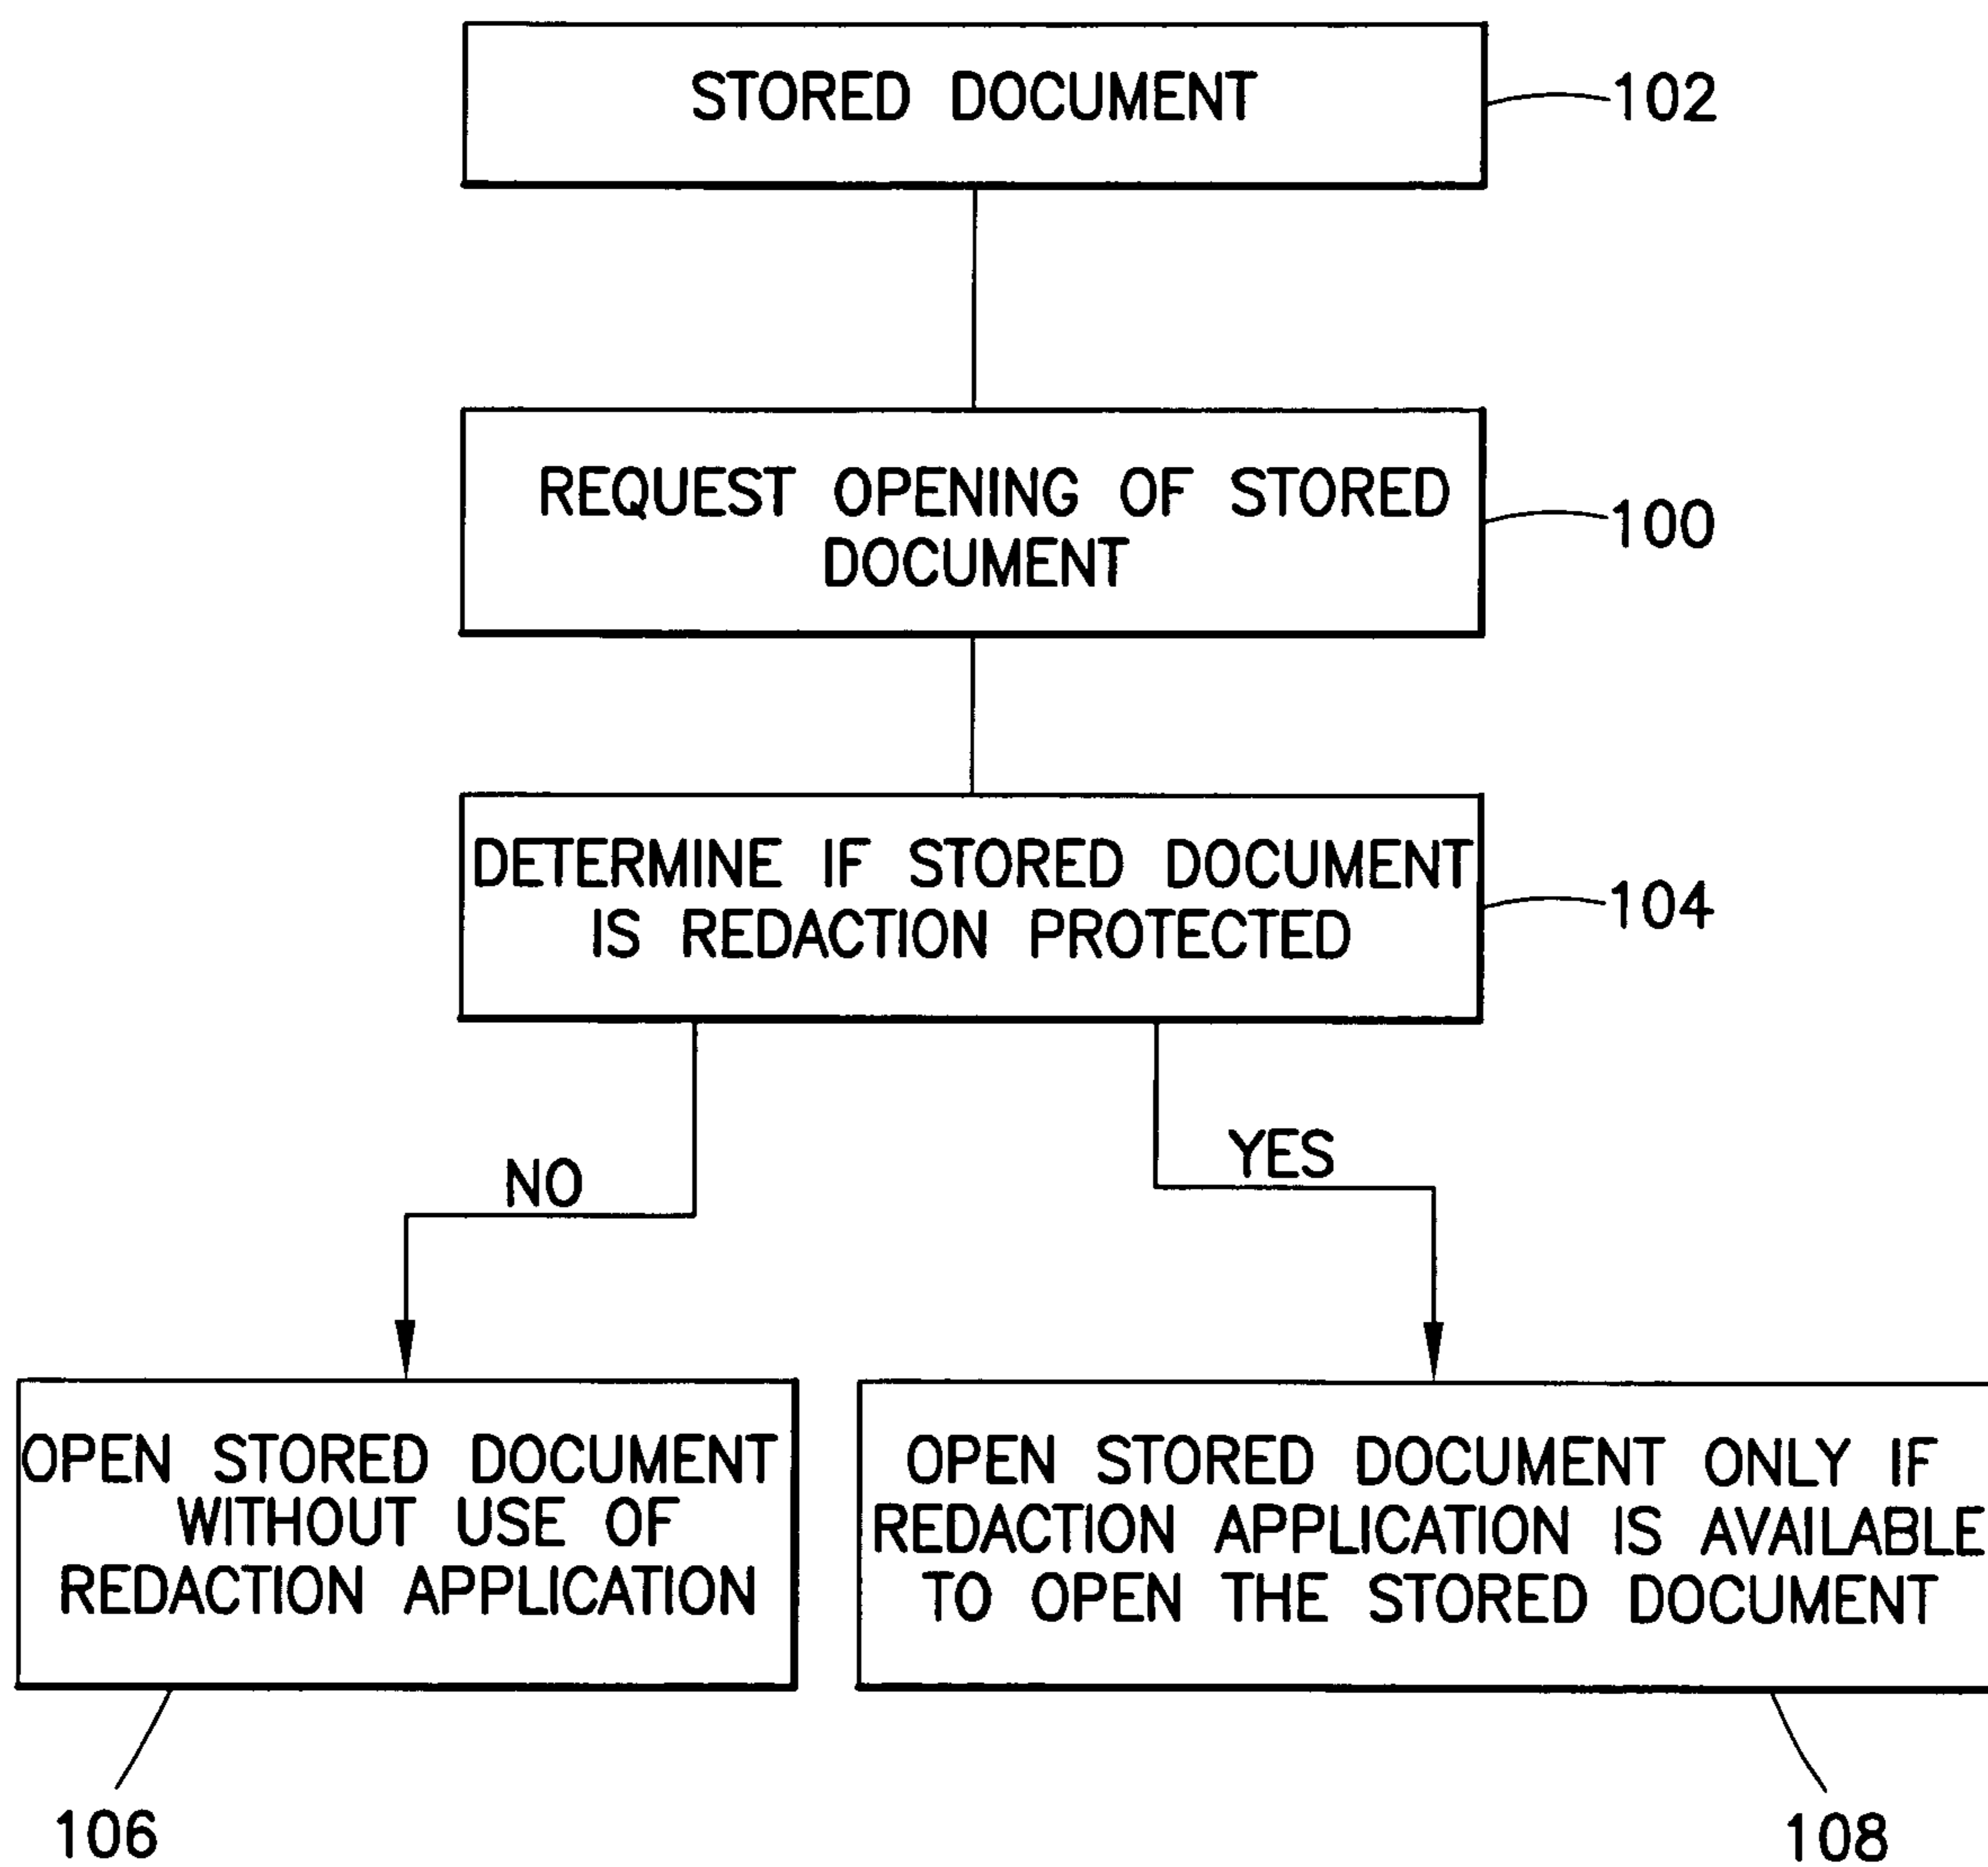 STORED DOCUMENT
102
REQUEST OPENING OF STORED
DOCUMENT
100
DETERMINE IF STORED DOCUMENT
IS REDACTION PROTECTED
104
NO
YES
OPEN STORED DOCUMENT
WITHOUT USE OF
REDACTION APPLICATION
OPEN STORED DOCUMENT ONLY IF
REDACTION APPLICATION IS AVAILABLE
TO OPEN THE STORED DOCUMENT
106
108